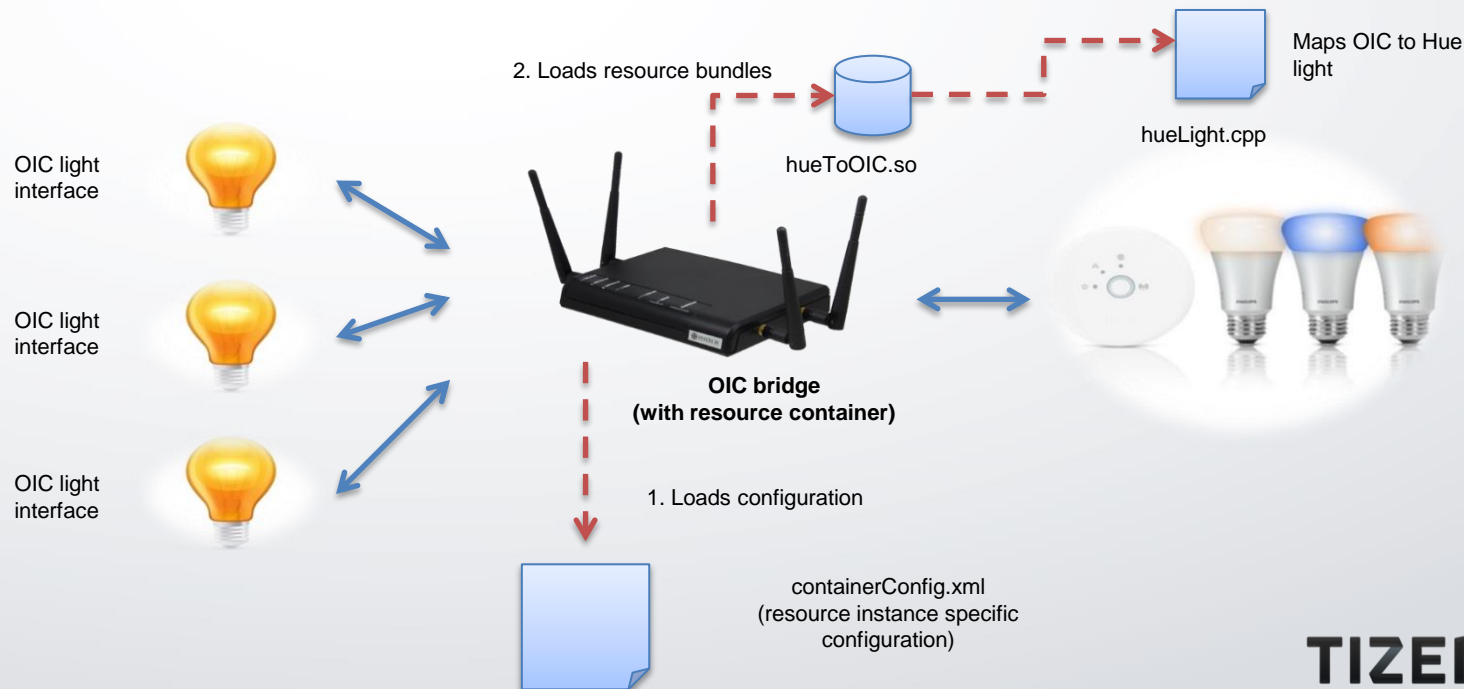 2. Loads resource bundles
Maps OIC to Hue
light
hueToOIC.so
hueLight.cpp
OIC light
interface
OIC light
interface
OIC light
interface
OIC bridge
(with resource container)
1. Loads configuration
containerConfig.xml
(resource instance specific
configuration)